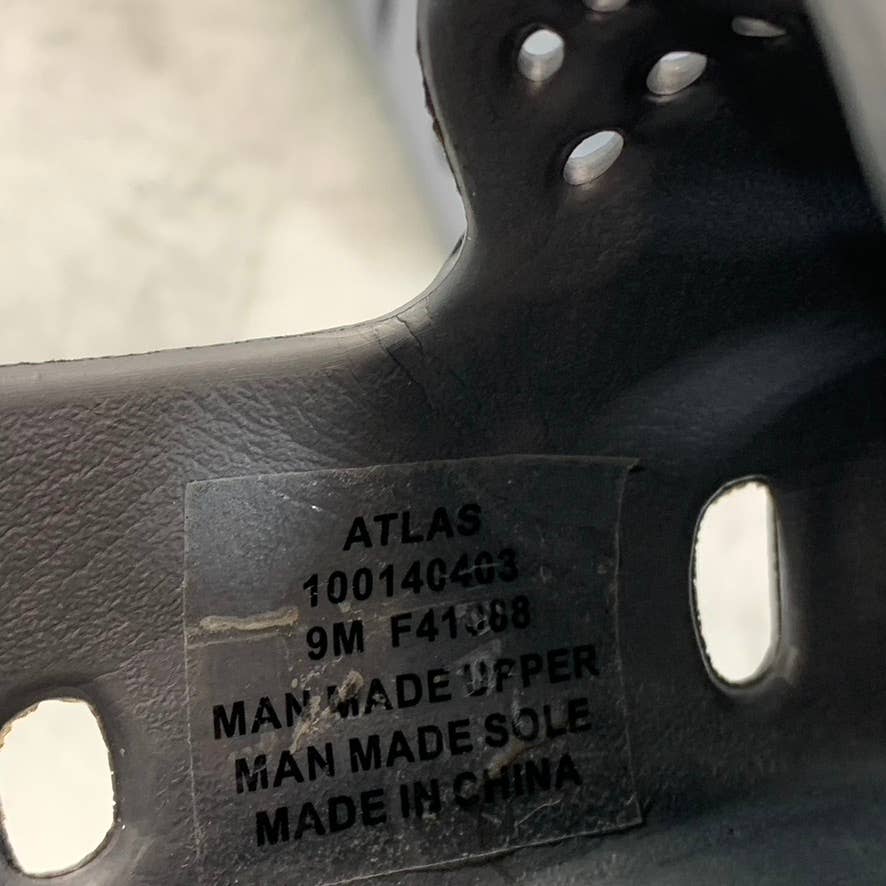 ATLAS
100140403
9M
MAN MADE UPPER
MAN MADE SOLE
MADE IN CHINA